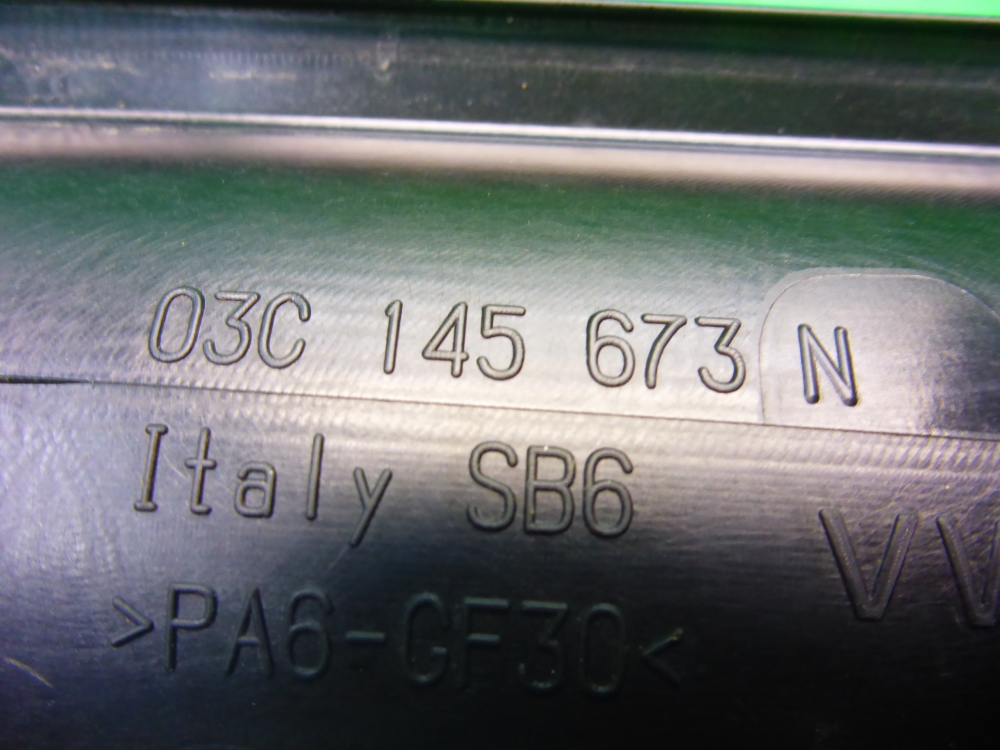 03C 145 673 N
Italy SB6
>PA6-GF30<